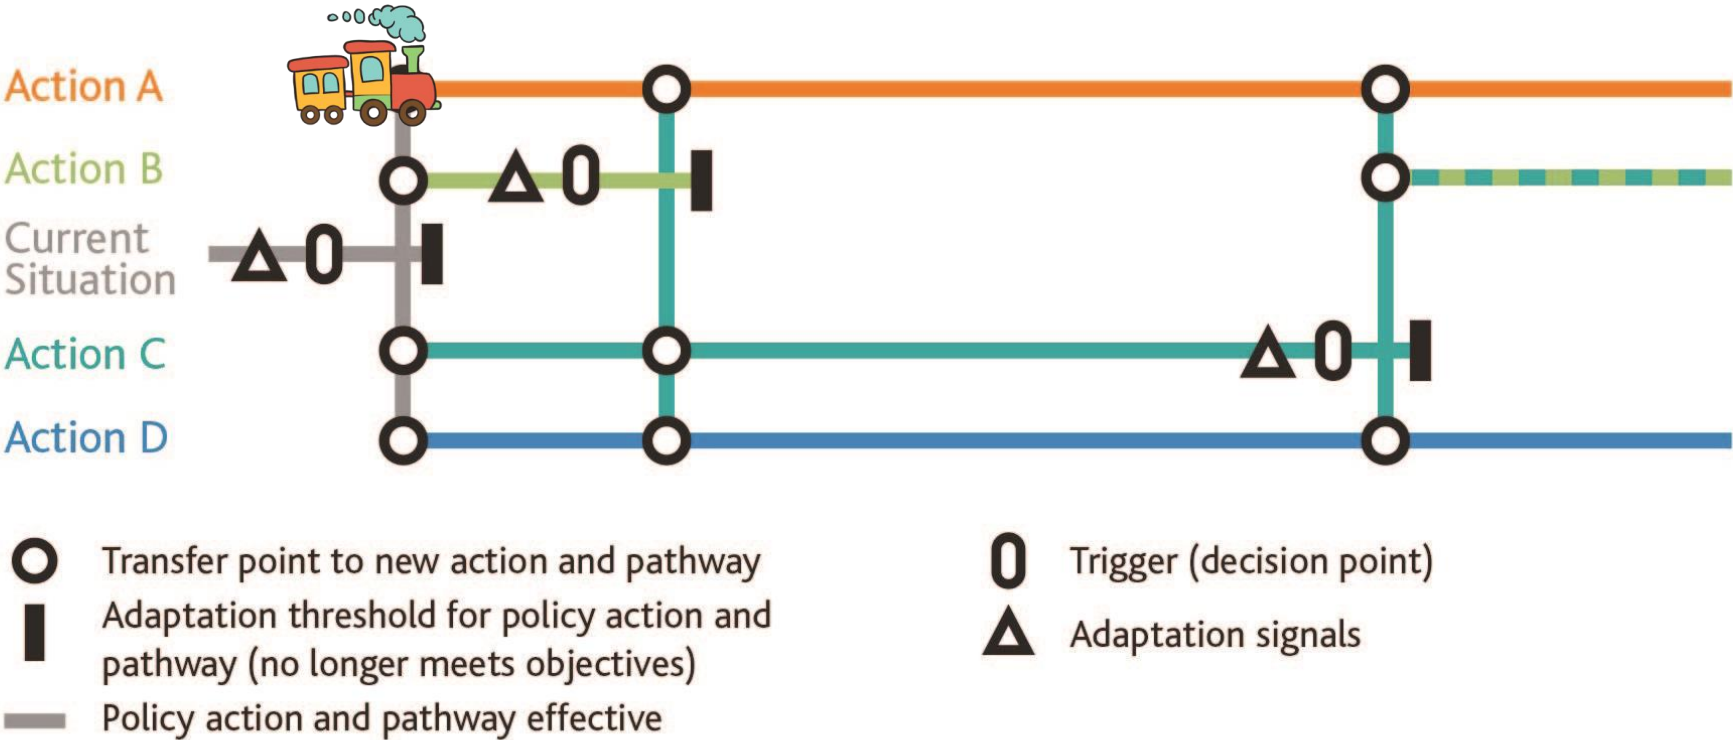 Action A
Action B
Current
Situation
Action C
Action D
Transfer point to new action and pathway
Adaptation threshold for policy action and
pathway (no longer meets objectives)
Policy action and pathway effective
Trigger (decision point)
Adaptation signals